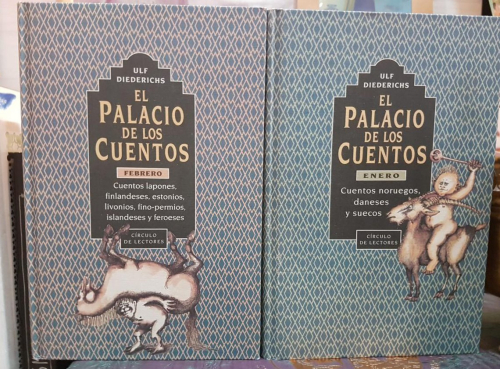 ULF
DIEDERICHS
EL
PALACIO
DE LOS
CUENTOS
FEBRERO
Cuentos lapones,
finlandeses, estonios,
livonios, fino-permios,
islandeses y feroeses
CÍRCULO
DE LECTORES
ULF
DIEDERICHS
EL
PALACIO
DE LOS
CUENTOS
ENERO
Cuentos noruegos,
daneses
y suecos
CÍRCULO
DE LECTORES